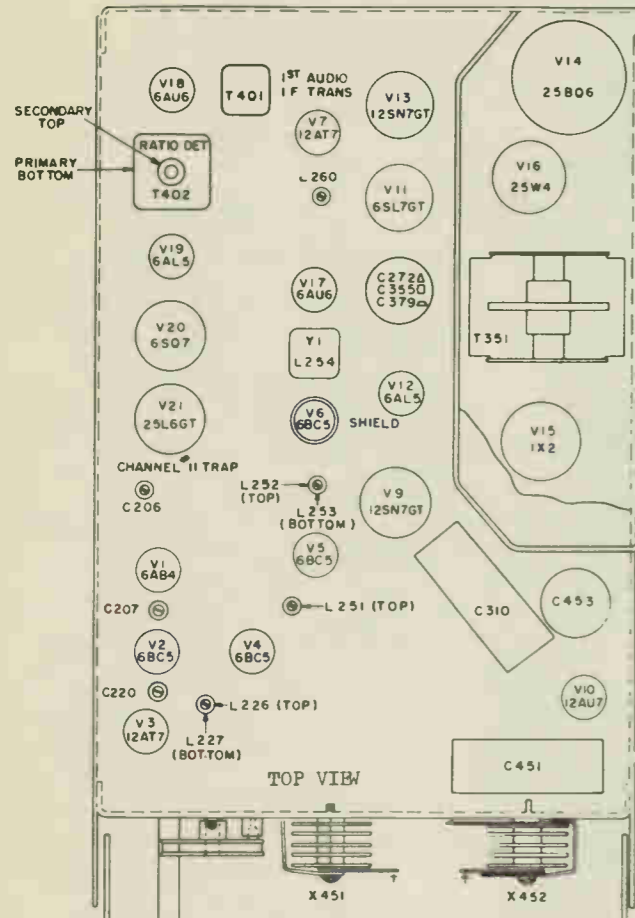 V18
6AU6
T401
1ST AUDIO
IF TRANS
V7
12AT7
V13
12SN7GT
V14
25BQ6
SECONDARY
TOP
RATIO DET
T402
PRIMARY
BOTTOM
L260
V11
6SL7GT
V16
25W4
V19
6AL5
V17
6AU6
C272△
C355□
C379
T351
V20
6SQ7
Y1
L254
V12
6AL5
V21
25L6GT
V6
6BC5
SHIELD
V15
1X2
CHANNEL 11 TRAP
C206
L252
(TOP)
L253
(BOTTOM)
V9
12SN7GT
V5
6BC5
V1
6AB4
C207
L251 (TOP)
C310
C453
V2
6BC5
V4
6BC5
C220
L226 (TOP)
L227
(BOTTOM)
V3
12AT7
V10
12AU7
TOP VIEW
C451
X451
X452